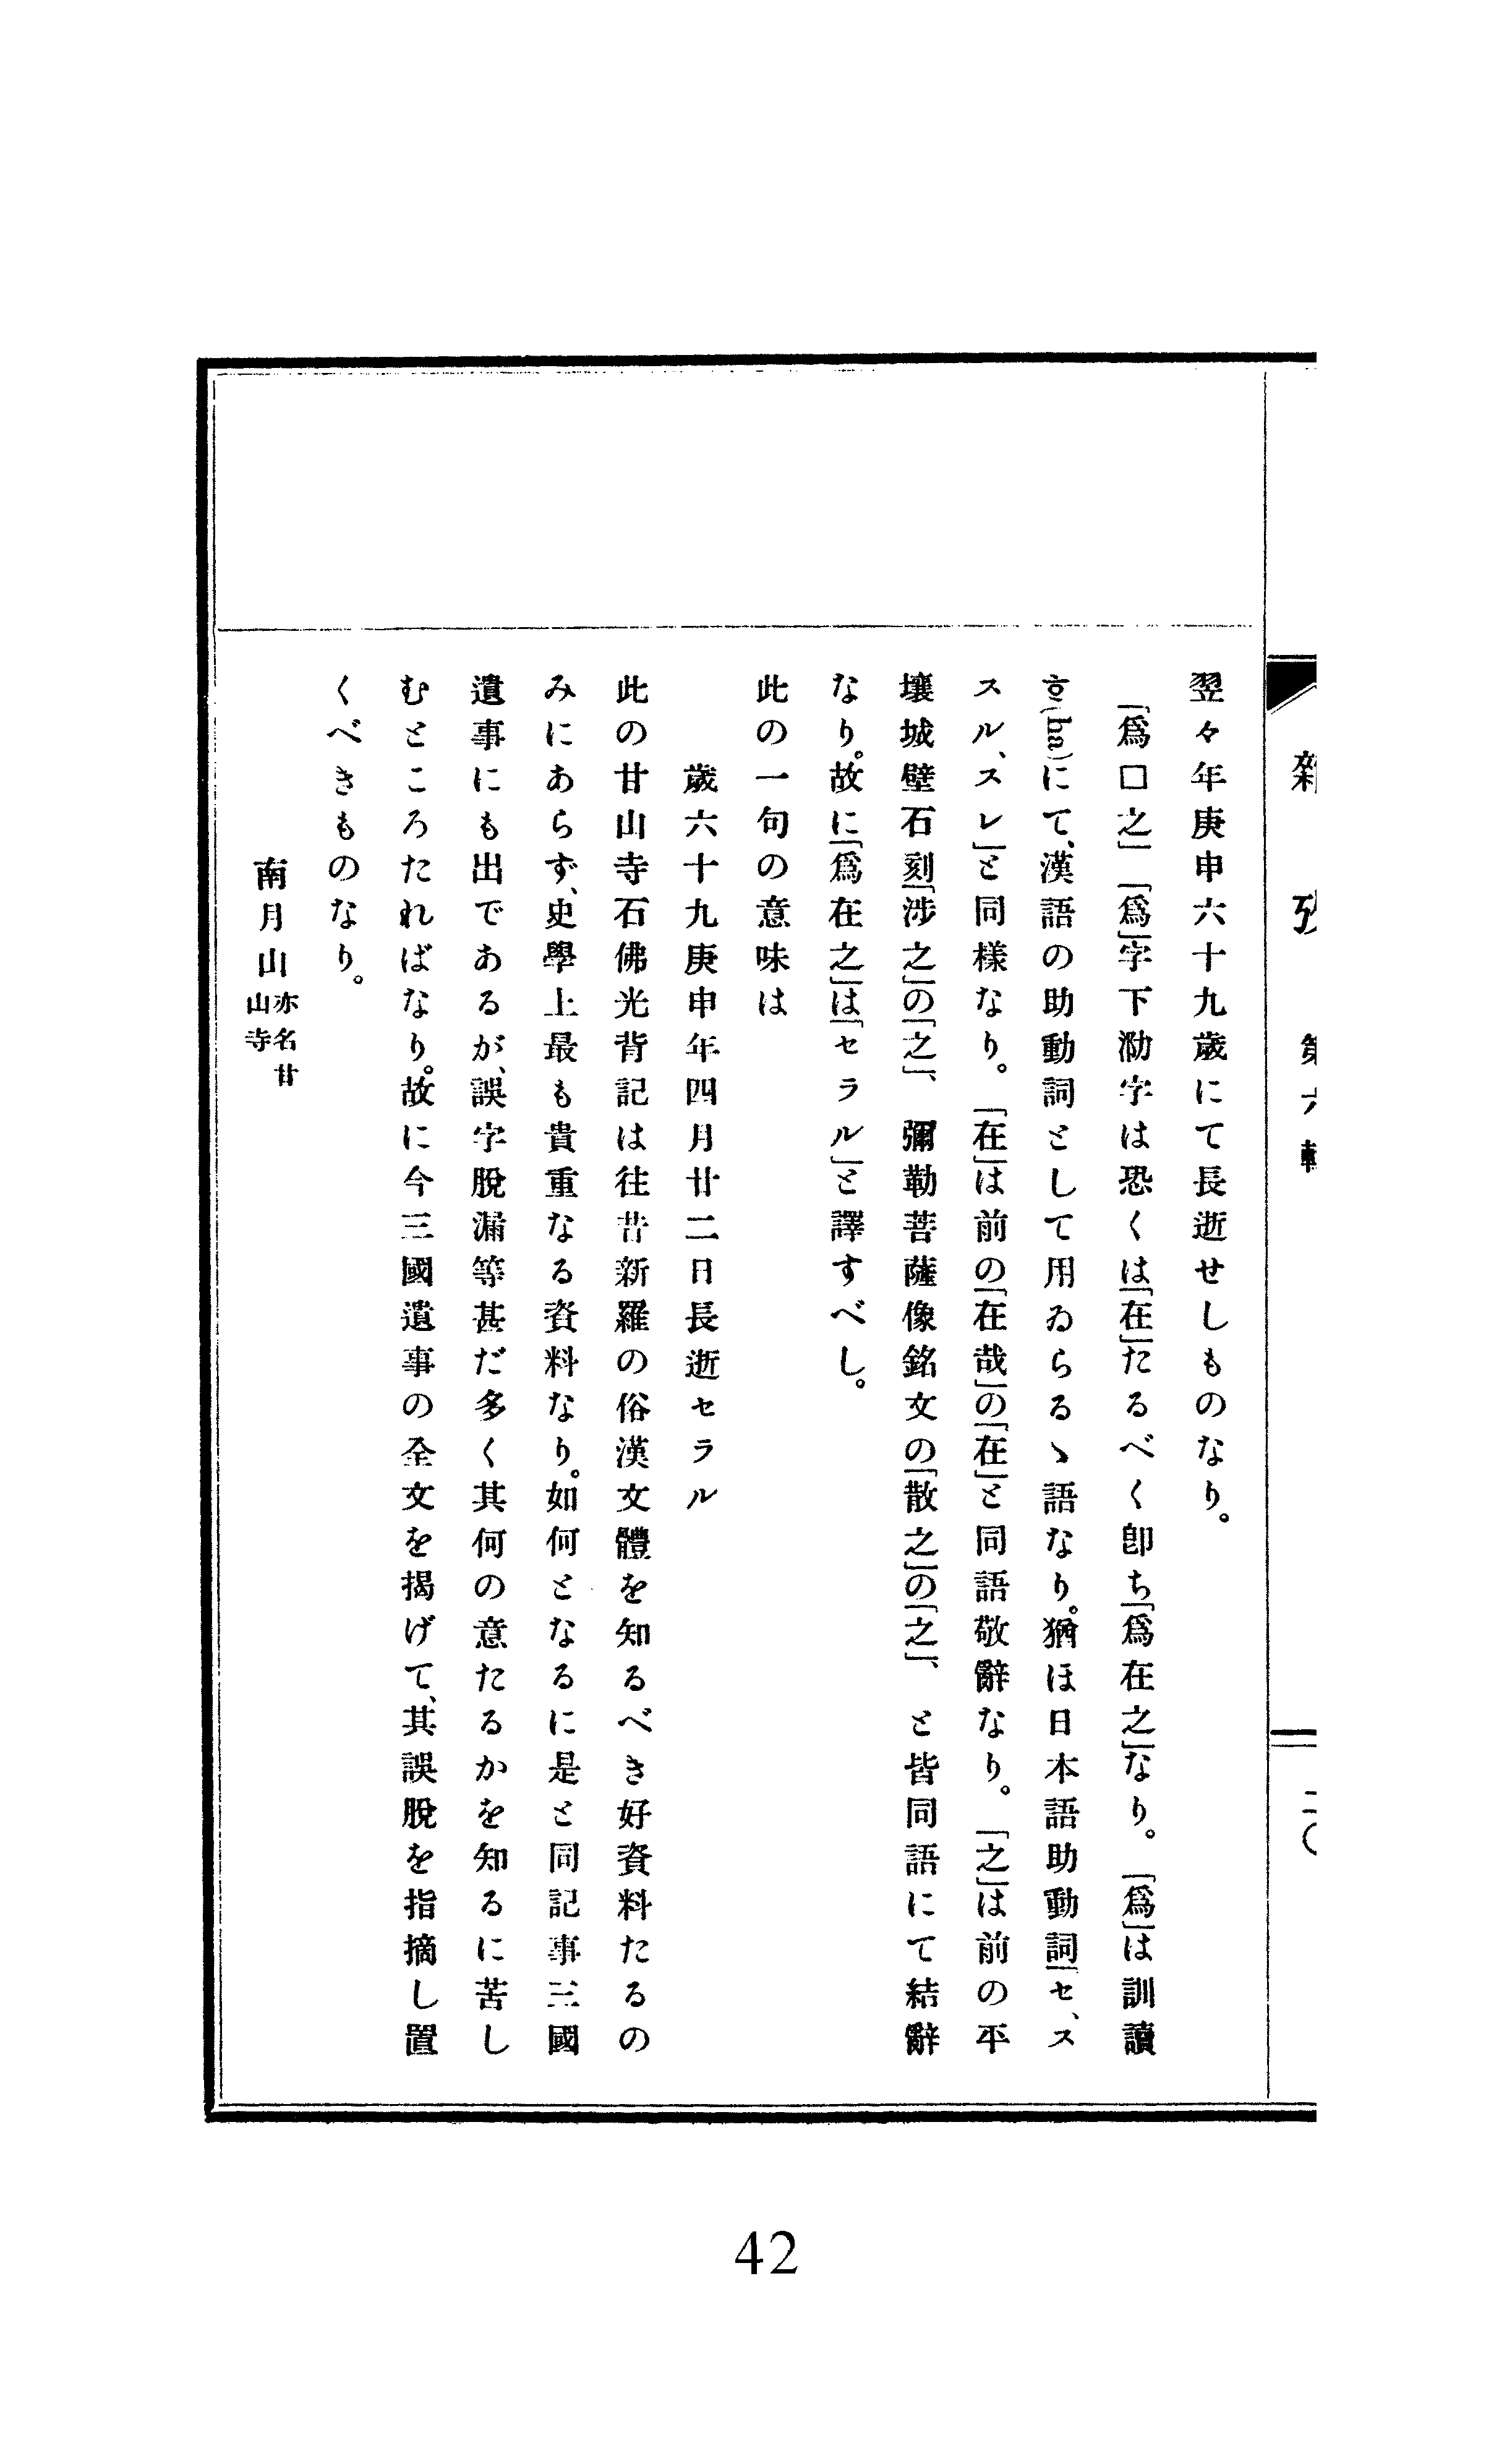 雜 攷 第六輯 二〇
翌々年庚申六十九歲にて長逝せしものなり。
「爲口之」「爲」字下泐字は恐くは「在」たるべく卽ち「爲在之」なり。「爲」は訓讀
ᄒᆞ(ha)にて、漢語の助動詞として用ゐらるゝ語なり。猶ほ日本語助動詞「セ、ス
スル、スレ」と同樣なり。「在」は前の「在哉」の「在」と同語敬辭なり。「之」は前の平
壤城壁石刻「涉之」の「之」、彌勒菩薩像銘文の「散之」の「之」、と皆同語にて結辭
なり。故に「爲在之」は「セラル」と譯すべし。
此の一句の意味は
歲六十九庚申年四月廿二日長逝セラル
此の甘山寺石佛光背記は往昔新羅の俗漢文體を知るべき好資料たるの
みにあらず、史學上最も貴重なる資料なり。如何となるに是と同記事三國
遺事にも出であるが、誤字脫漏等甚だ多く其何の意たるかを知るに苦し
むところたればなり。故に今三國遺事の全文を揭げて、其誤脫を指摘し置
くべきものなり。
南月山亦名甘山寺
42